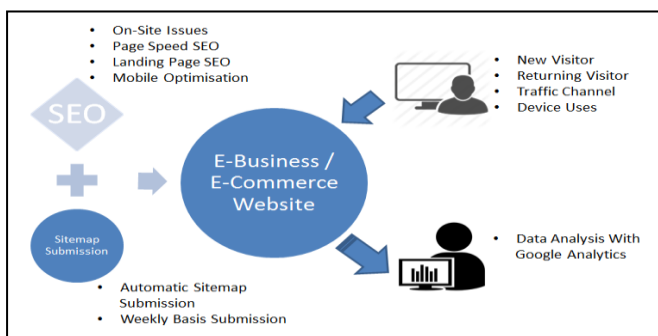 • On-Site Issues
• Page Speed SEO
• Landing Page SEO
• Mobile Optimisation
SEO
Sitemap
Submission
• Automatic Sitemap
Submission
• Weekly Basis Submission
E-Business /
E-Commerce
Website
• New Visitor
• Returning Visitor
• Traffic Channel
• Device Uses
• Data Analysis With
Google Analytics